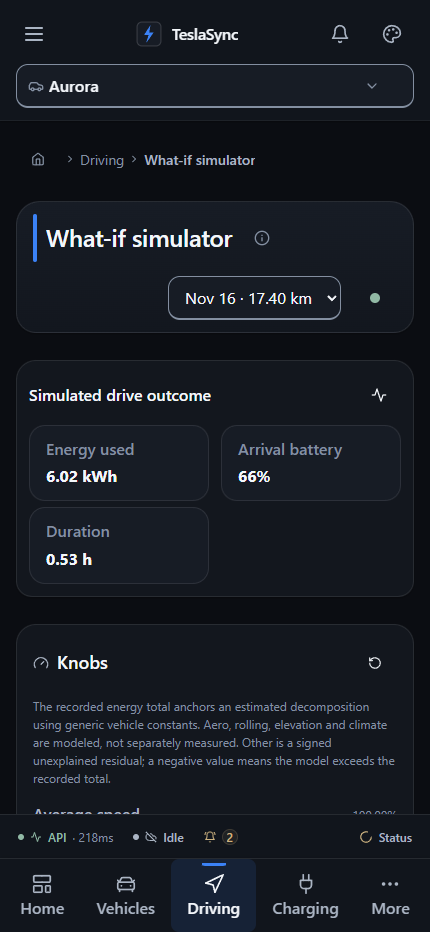 TeslaSync
Aurora
Driving
What-if simulator
What-if simulator
Nov 16 · 17.40 km
Simulated drive outcome
Energy used
6.02 kWh
Arrival battery
66%
Duration
0.53 h
Knobs
The recorded energy total anchors an estimated decomposition
using generic vehicle constants. Aero, rolling, elevation and climate
are modeled, not separately measured. Other is a signed
unexplained residual; a negative value means the model exceeds the
recorded total.
Average speed
API · 218ms
Idle
2
Status
Home
Vehicles
Driving
Charging
More